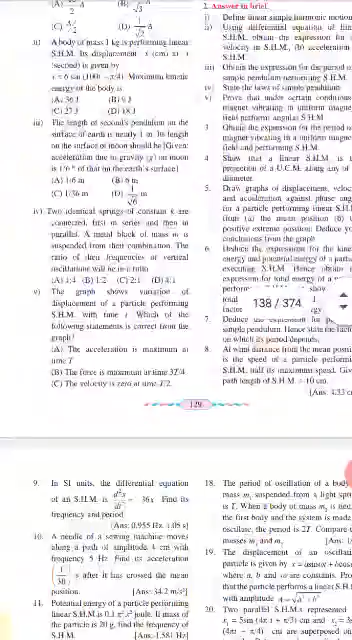 2
√3
(C) A/√2
(D) 1/√2 A
ii) A body of mass 1 kg is performing linear
S.H.M. Its displacement x (cm) at t
(second) is given by
x = 6 sin (100t + π/4) Maximum kinetic
energy of the body is
(A) 36 J (B) 9 J
(C) 27 J (D) 18 J
iii) The length of second's pendulum on the
surface of earth is nearly 1 m. Its length
on the surface of moon should be [Given:
acceleration due to gravity (g) on moon
is 1/6 th of that on the earth's surface]
(A) 1/6 m (B) 6 m
(C) 1/36 m (D) 1/√6 m
iv) Two identical springs of constant k are
connected, first in series and then in
parallel. A metal block of mass m is
suspended from their combination. The
ratio of their frequencies of vertical
oscillations will be in a ratio
(A) 1:4 (B) 1:2 (C) 2:1 (D) 4:1
v) The graph shows variation of
displacement of a particle performing
S.H.M. with time t. Which of the
following statements is correct from the
graph?
(A) The acceleration is maximum at
time T.
(B) The force is maximum at time 3T/4.
(C) The velocity is zero at time T/2.
2. Answer in brief.
i) Define linear simple harmonic motion
ii) Using differential equation of
S.H.M. obtain the expression for
velocity in S.H.M., (b) acceleration
S.H.M.
iii) Obtain the expression for the period
simple pendulum performing S.H.M.
iv) State the laws of simple pendulum.
v) Prove that under certain conditions
magnet vibrating in uniform magne
field performs angular S.H.M.
3. Obtain the expression for the period
magnet vibrating in a uniform magne
field and performing S.H.M.
4. Show that a linear S.H.M. is
projection of a U.C.M. along any of
diameter.
5. Draw graphs of displacement, veloc
and acceleration against phase ang
for a particle performing linear S.H.
from (a) the mean position (b)
positive extreme position. Deduce yo
conclusions from the graph.
6. Deduce the expressions for the kine
energy and potential energy of a part
executing S.H.M. Hence obtain
expression for total energy of a
perform show
total
factor gy
138 / 374
7. Deduce the expression for
simple pendulum. Hence state the
on which its period depends.
8. At what distance from the mean posit
is the speed of a particle performi
S.H.M. half its maximum speed. Giv
path length of S.H.M. = 10 cm.
[Ans: 4.33 c
129
9. In SI units, the differential equation
of an S.H.M. is d²x/dt² = - 36x. Find its
frequency and period.
[Ans: 0.955 Hz, 1.05 s]
10. A needle of a sewing machine moves
along a path of amplitude 4 cm with
frequency 5 Hz. Find its acceleration
(1/30) s after it has crossed the mean
position. [Ans: 34.2 m/s²]
11. Potential energy of a particle performing
linear S.H.M is 0.1 π² x² joule. If mass of
the particle is 20 g, find the frequency of
S.H.M. [Ans: 1.581 Hz]
18. The period of oscillation of a body
mass m₁ suspended from a light spri
is T. When a body of mass m₂ is
the first body and the system is made
oscillate, the period is 2T. Compare
masses m₁ and m₂
19. The displacement of an oscillati
particle is given by
where a, b and ω are constants. Pro
that the particle performs a linear S.H.
with amplitude A = √a² + b²
20. Two parallel S.H.M.s represented
x₁ = 5sin (4πt + π/3) cm and
(4πt + π/4) cm are superposed